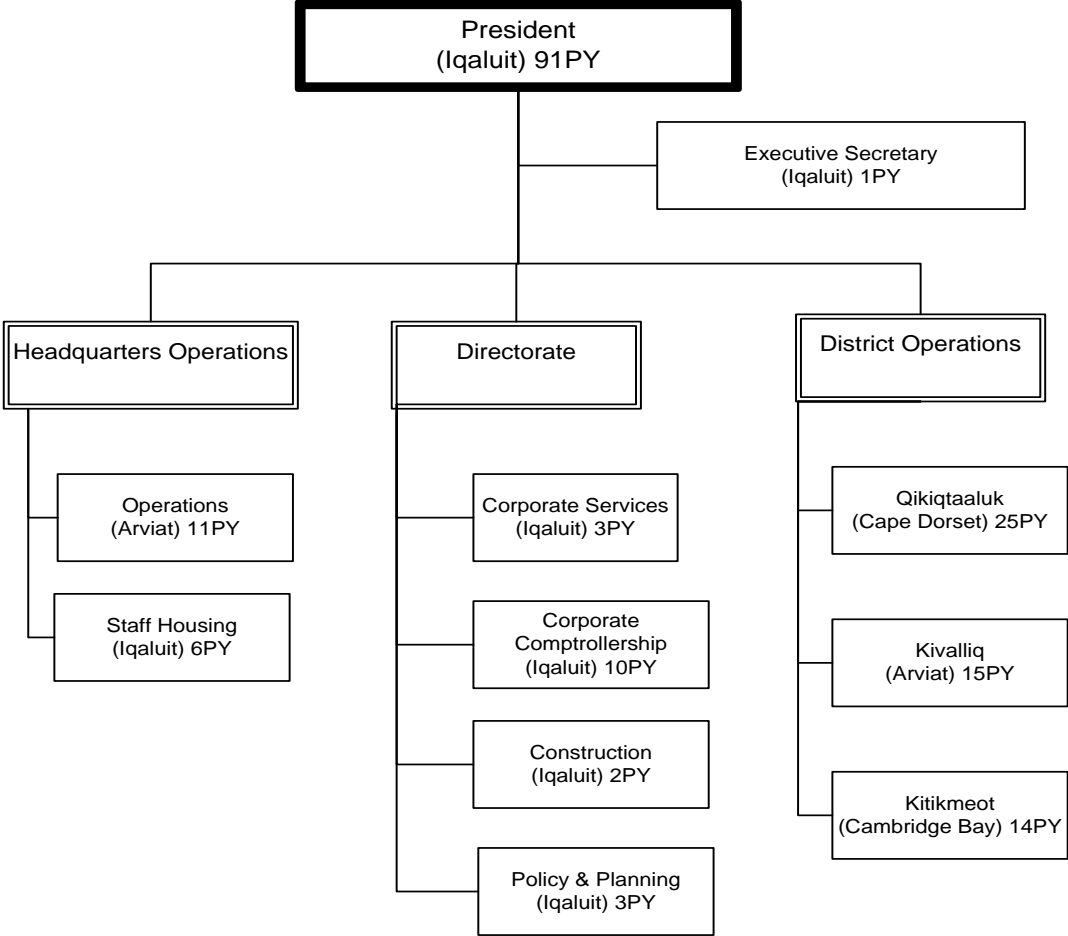 President
(Iqaluit) 91PY
Executive Secretary
(Iqaluit) 1PY
Headquarters Operations
Directorate
District Operations
Operations
(Arviat) 11PY
Staff Housing
(Iqaluit) 6PY
Corporate Services
(Iqaluit) 3PY
Corporate
Comptrollership
(Iqaluit) 10PY
Construction
(Iqaluit) 2PY
Policy & Planning
(Iqaluit) 3PY
Qikiqtaaluk
(Cape Dorset) 25PY
Kivalliq
(Arviat) 15PY
Kitikmeot
(Cambridge Bay) 14PY